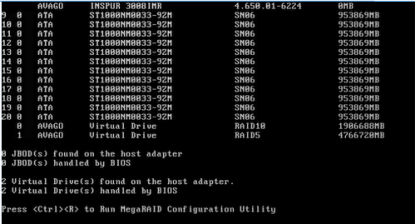 AVAGO INSPUR 3008IMR 4.650.01-6224 0MB
9 0 ATA ST1000NM0033-9ZM SN06 953869MB
10 0 ATA ST1000NM0033-9ZM SN06 953869MB
11 0 ATA ST1000NM0033-9ZM SN06 953869MB
12 0 ATA ST1000NM0033-9ZM SN06 953869MB
13 0 ATA ST1000NM0033-9ZM SN06 953869MB
14 0 ATA ST1000NM0033-9ZM SN06 953869MB
15 0 ATA ST1000NM0033-9ZM SN06 953869MB
16 0 ATA ST1000NM0033-9ZM SN06 953869MB
17 0 ATA ST1000NM0033-9ZM SN06 953869MB
18 0 ATA ST1000NM0033-9ZM SN06 953869MB
19 0 ATA ST1000NM0033-9ZM SN06 953869MB
20 0 ATA ST1000NM0033-9ZM SN06 953869MB
0 AVAGO Virtual Drive RAID10 1906688MB
1 AVAGO Virtual Drive RAID5 4766720MB
0 JBOD(s) found on the host adapter
0 JBOD(s) handled by BIOS
2 Virtual Drive(s) found on the host adapter.
2 Virtual Drive(s) handled by BIOS
Press <Ctrl><R> to Run MegaRAID Configuration Utility